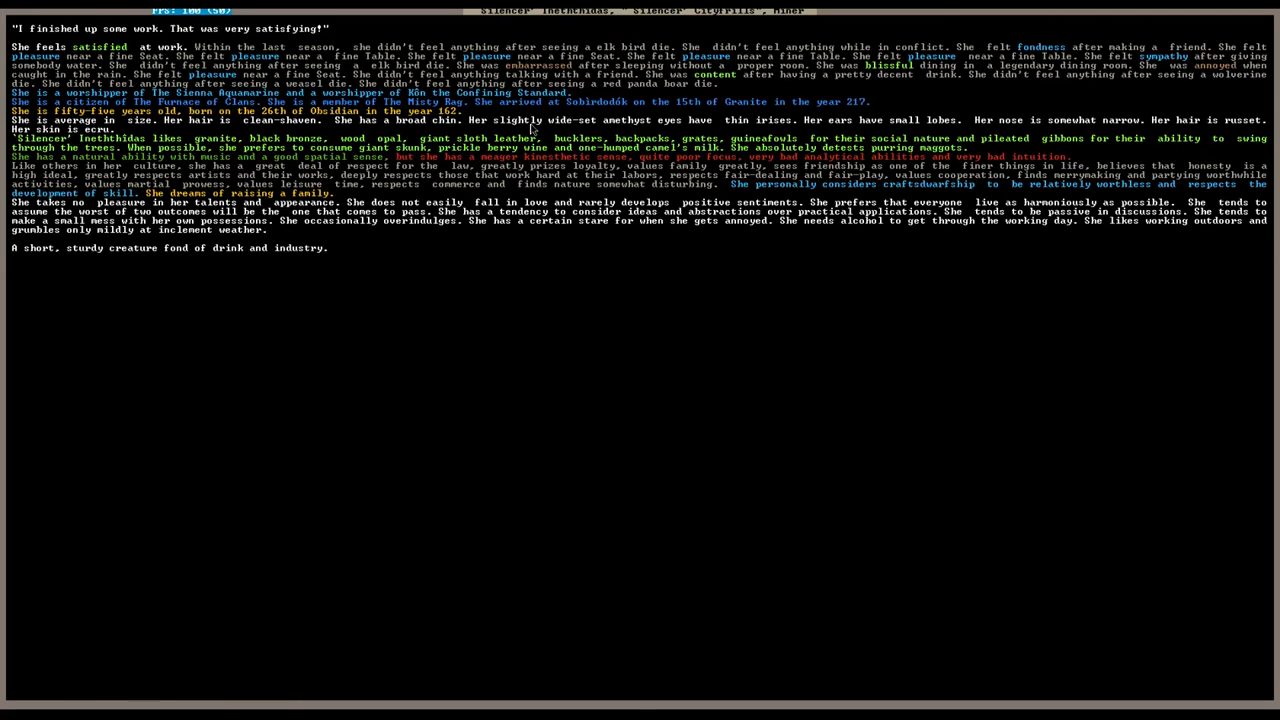 FPS: 100 (50)
`Silencer' Ineththidas, "`Silencer' Cityfrills", Miner
"I finished up some work. That was very satisfying!"
She feels satisfied at work. Within the last season, she didn't feel anything after seeing a elk bird die. She didn't feel anything while in conflict. She felt fondness after making a friend. She felt
pleasure near a fine Seat. She felt pleasure near a fine Table. She felt pleasure near a fine Seat. She felt pleasure near a fine Table. She felt pleasure near a fine Table. She felt sympathy after giving
somebody water. She didn't feel anything after seeing a elk bird die. She was embarrassed after sleeping without a proper room. She was blissful dining in a legendary dining room. She was annoyed when
caught in the rain. She felt pleasure near a fine Seat. She didn't feel anything talking with a friend. She was content after having a pretty decent drink. She didn't feel anything after seeing a wolverine
die. She didn't feel anything after seeing a weasel die. She didn't feel anything after seeing a red panda boar die.
She is a worshipper of The Sienna Aquamarine and a worshipper of Kôn the Confining Standard.
She is a citizen of The Furnace of Clans. She is a member of The Misty Rag. She arrived at Sobirdodók on the 15th of Granite in the year 217.
She is fifty-five years old, born on the 26th of Obsidian in the year 162.
She is average in size. Her hair is clean-shaven. She has a broad chin. Her slightly wide-set amethyst eyes have thin irises. Her ears have small lobes. Her nose is somewhat narrow. Her hair is russet.
Her skin is ecru.
`Silencer' Ineththidas likes granite, black bronze, wood opal, giant sloth leather, bucklers, backpacks, grates, guineafowls for their social nature and pileated gibbons for their ability to swing
through the trees. When possible, she prefers to consume giant skunk, prickle berry wine and one-humped camel's milk. She absolutely detests purring maggots.
She has a natural ability with music and a good spatial sense, but she has a meager kinesthetic sense, quite poor focus, very bad analytical abilities and very bad intuition.
Like others in her culture, she has a great deal of respect for the law, greatly prizes loyalty, values family greatly, sees friendship as one of the finer things in life, believes that honesty is a
high ideal, greatly respects artists and their works, deeply respects those that work hard at their labors, respects fair-dealing and fair-play, values cooperation, finds merrymaking and partying worthwhile
activities, values martial prowess, values leisure time, respects commerce and finds nature somewhat disturbing. She personally considers craftsdwarfship to be relatively worthless and respects the
development of skill. She dreams of raising a family.
She takes no pleasure in her talents and appearance. She does not easily fall in love and rarely develops positive sentiments. She prefers that everyone live as harmoniously as possible. She tends to
assume the worst of two outcomes will be the one that comes to pass. She has a tendency to consider ideas and abstractions over practical applications. She tends to be passive in discussions. She tends to
make a small mess with her own possessions. She occasionally overindulges. She has a certain stare for when she gets annoyed. She needs alcohol to get through the working day. She likes working outdoors and
grumbles only mildly at inclement weather.
A short, sturdy creature fond of drink and industry.